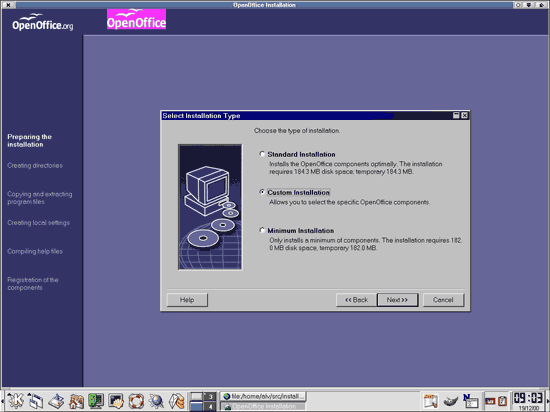 OpenOffice Installation
OpenOffice.org
OpenOffice
Select Installation Type
Choose the type of installation.
Preparing the
installation
Creating directories
Copying and extracting
program files
Creating local settings
Compiling help files
Registration of the
components
Standard Installation
Installs the OpenOffice components optimally. The installation
requires 184.3 MB disk space, temporary 184.3 MB.
Custom Installation
Allows you to select the specific OpenOffice components.
Minimum Installation
Only installs a minimum of components. The installation requires 182.
0 MB disk space, temporary 182.0 MB.
Help
<< Back
Next >>
Cancel
3
4
file:/home/alv/src/install ...
OpenOffice Installation
09:03
19/12/00